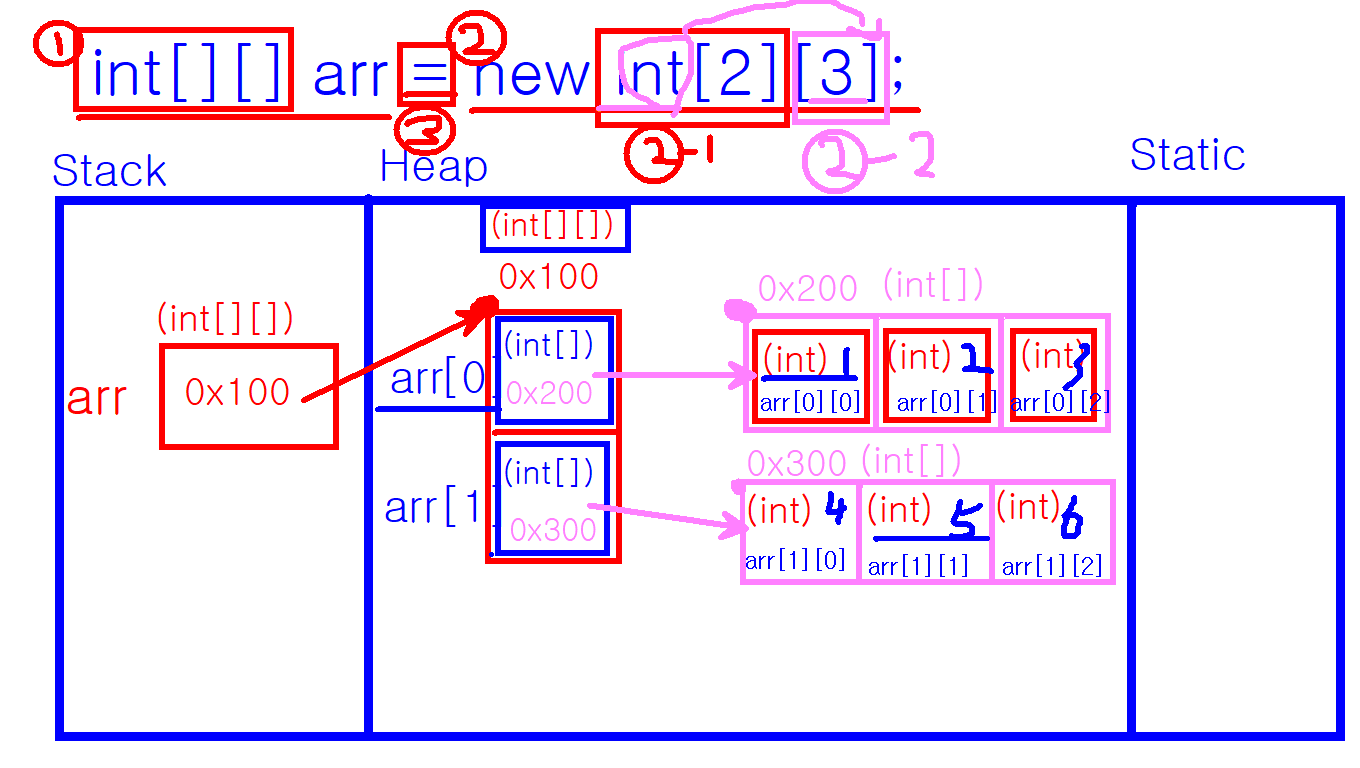 ① int[][] arr = ② new int[2][3];
③ ②-1 ②-2
Stack Heap Static
(int[][])
0x100
0x200 (int[])
(int[][])
arr 0x100
arr[0] (int[]) 0x200
(int) 1 (int) 2 (int) 3
arr[0][0] arr[0][1] arr[0][2]
0x300 (int[])
arr[1] (int[]) 0x300
(int) 4 (int) 5 (int) 6
arr[1][0] arr[1][1] arr[1][2]